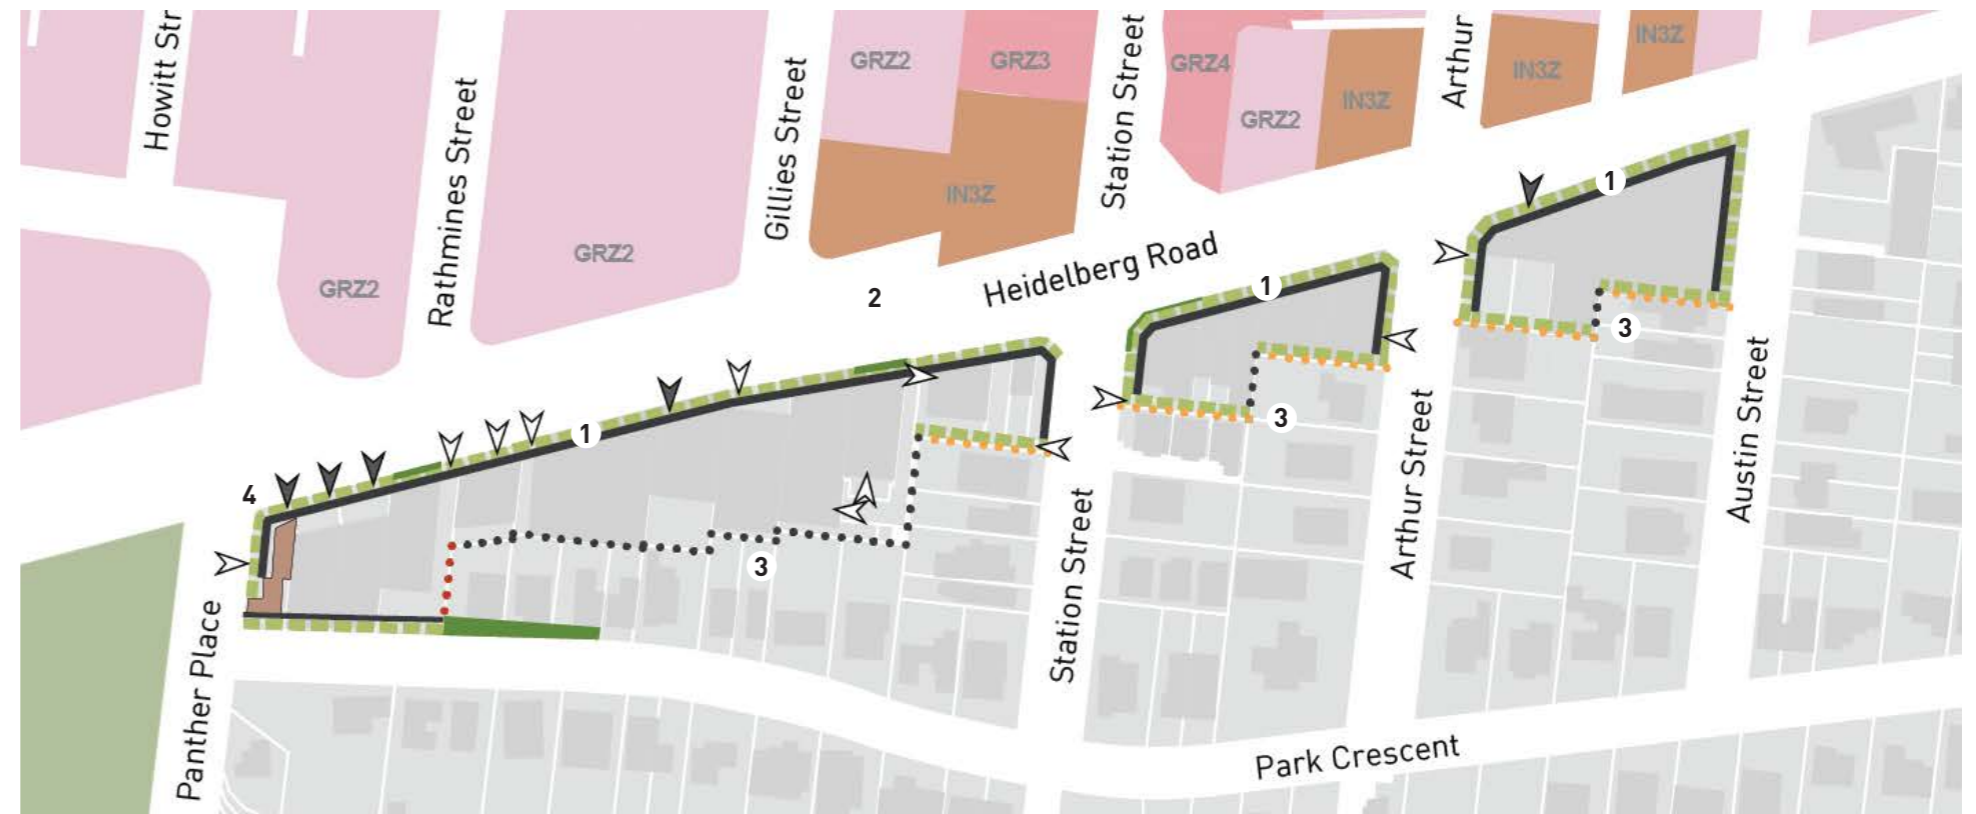 Howitt Str
Rathmines Street
Gillies Street
Station Street
Arthur
GRZ2
GRZ3
GRZ4
IN3Z
IN3Z
GRZ2
IN3Z
IN3Z
GRZ2
GRZ2
IN3Z
Heidelberg Road
1
1
1
2
3
3
3
4
Panther Place
Station Street
Arthur Street
Austin Street
Park Crescent